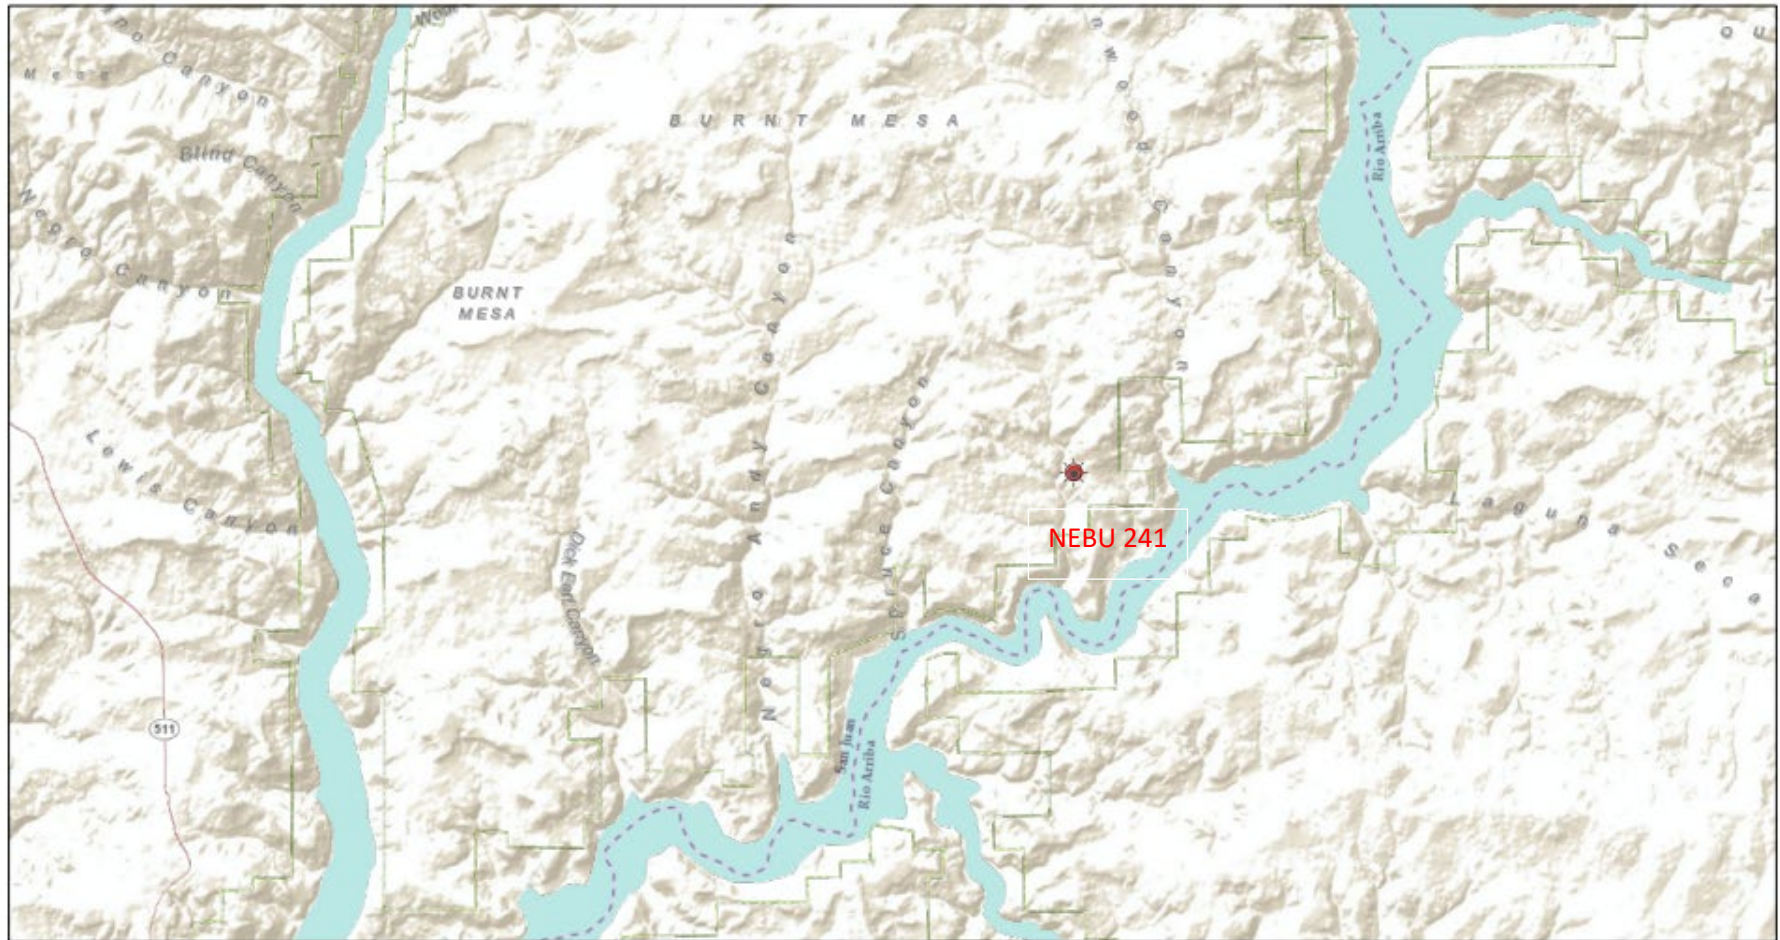 Canyon
Mesa
Blind Canyon
Negro Canyon
BURNT MESA
Rio Arriba
BURNT
MESA
Lewis Canyon
Negro Andy Canyon
Spruce Canyon
Canyon
Dick Earl Canyon
NEBU 241
Laguna Seca
511
San Juan
Rio Arriba